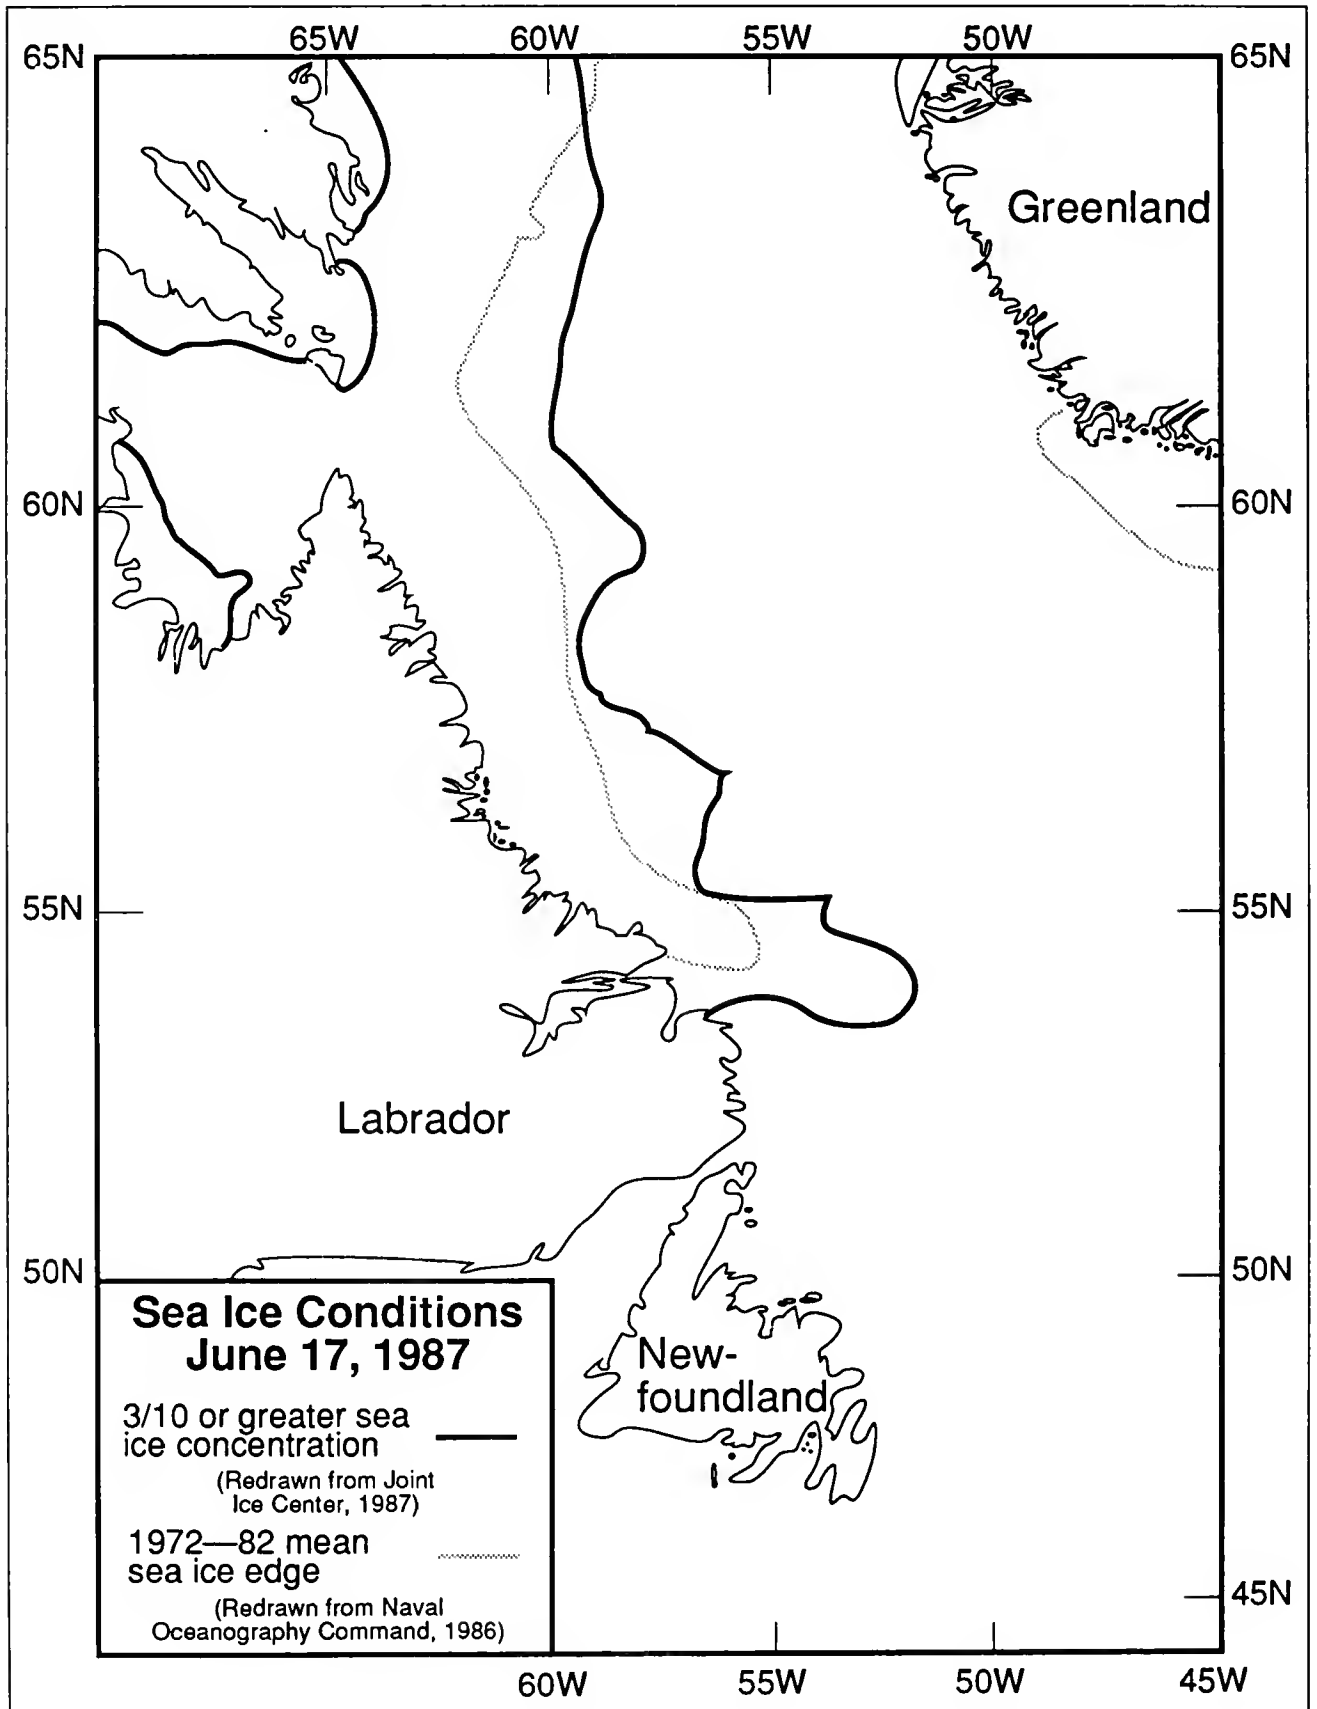 65W 60W 55W 50W
65N 65N
Greenland
60N 60N
55N 55N
Labrador
50N 50N
Sea Ice Conditions
June 17, 1987
New-
foundland
3/10 or greater sea
ice concentration
(Redrawn from Joint
Ice Center, 1987)
1972—82 mean
sea ice edge
(Redrawn from Naval
Oceanography Command, 1986)
45N
60W 55W 50W 45W